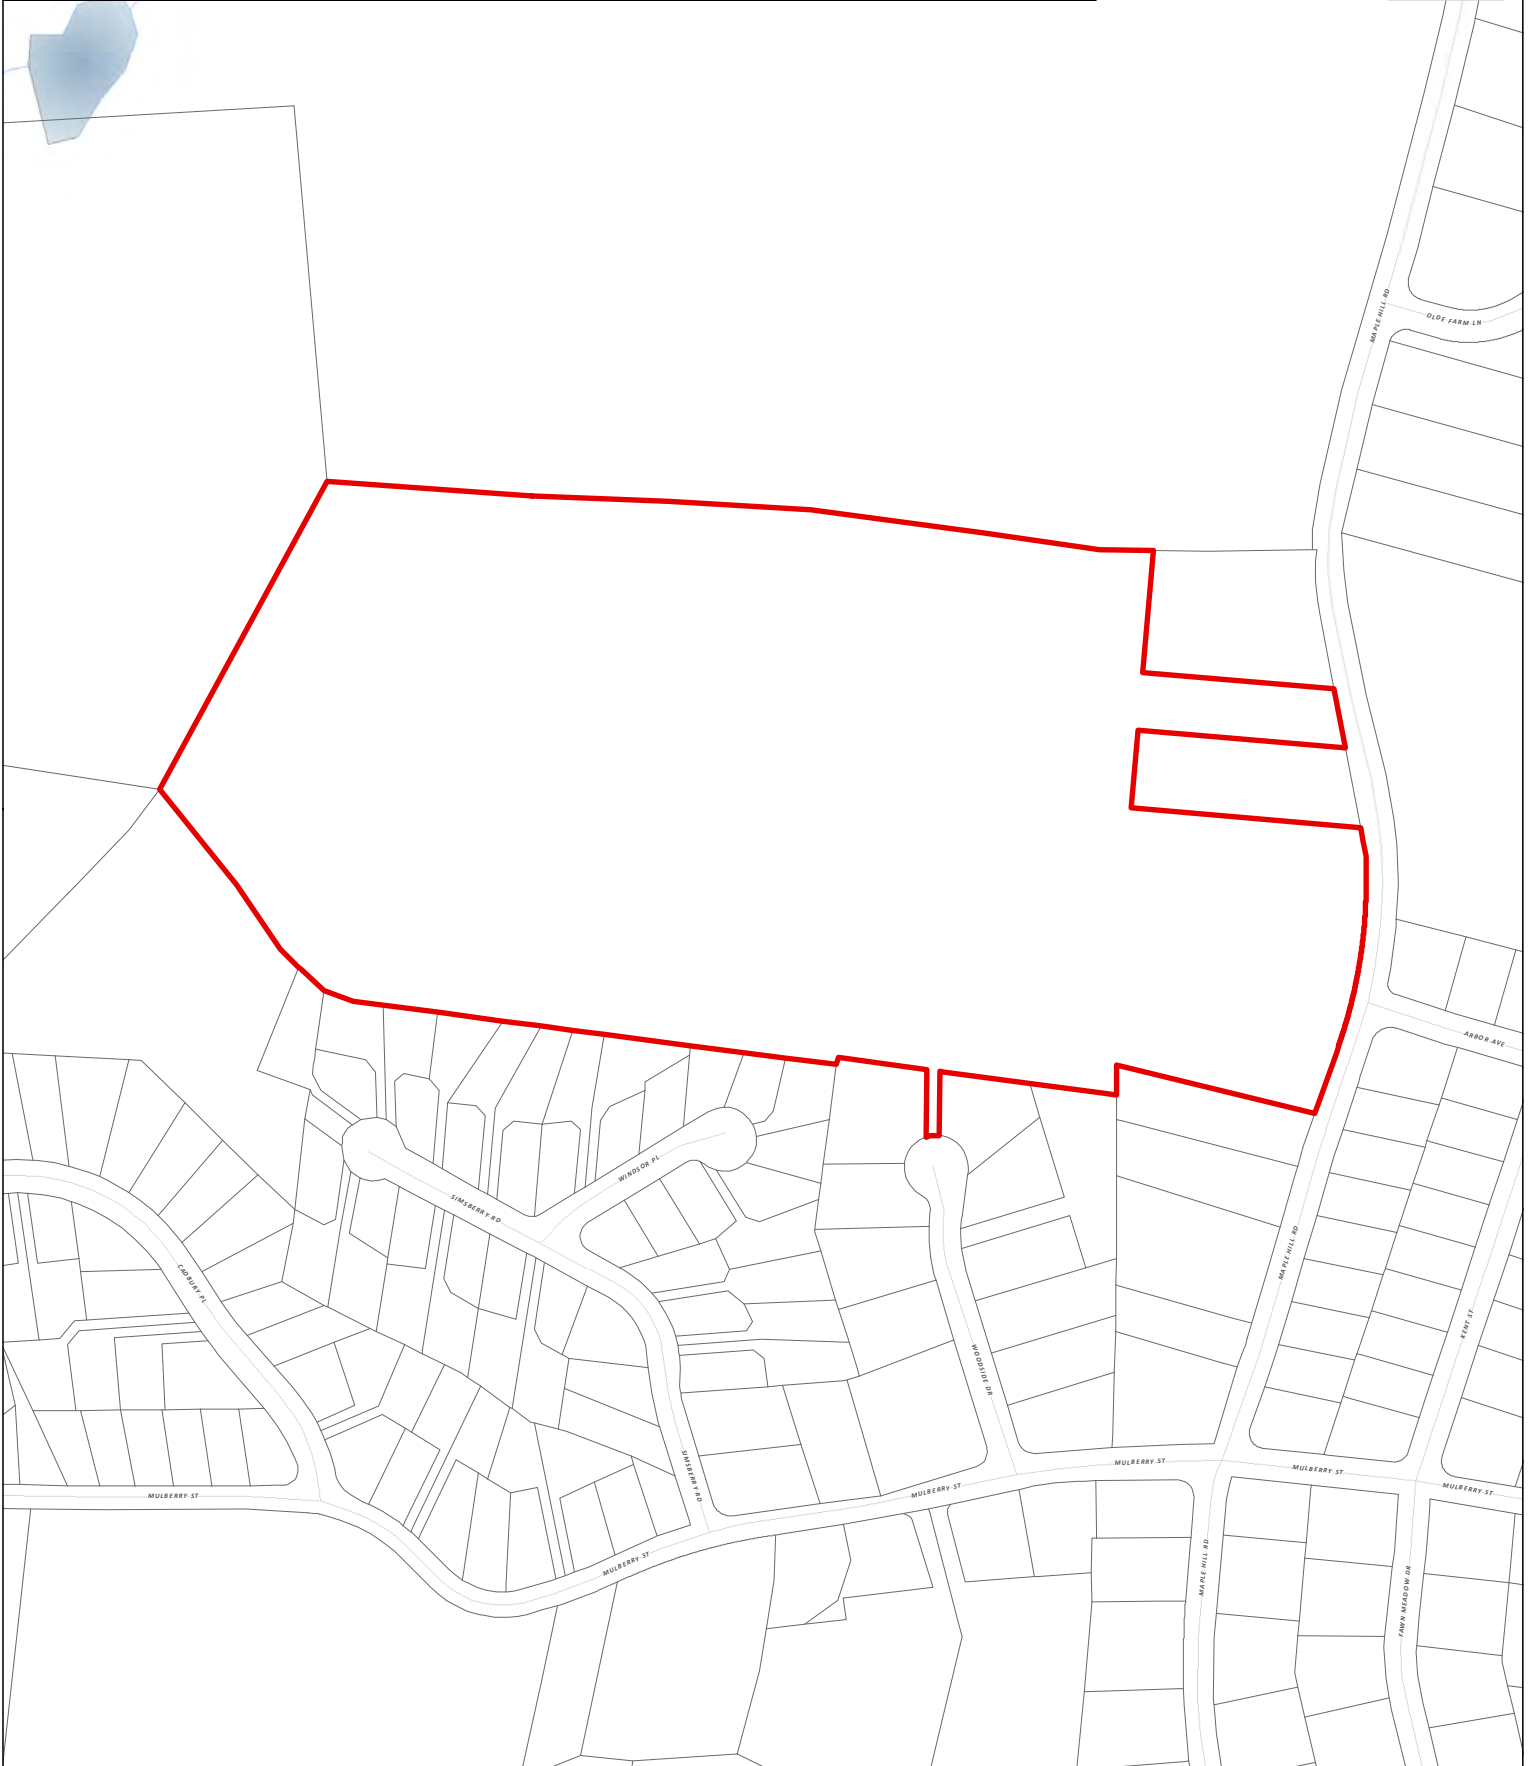 MAPLE HILL RD
OLDE FARM LN
ARBOR AVE
WINDSOR PL
SIMSBERRY RD
CADBURY PL
MAPLE HILL RD
KENT ST
WOODSIDE DR
SIMSBERRY RD
MULBERRY ST
MULBERRY ST
MULBERRY ST
MULBERRY ST
MULBERRY ST
MULBERRY ST
MAPLE HILL RD
FAWN MEADOW DR